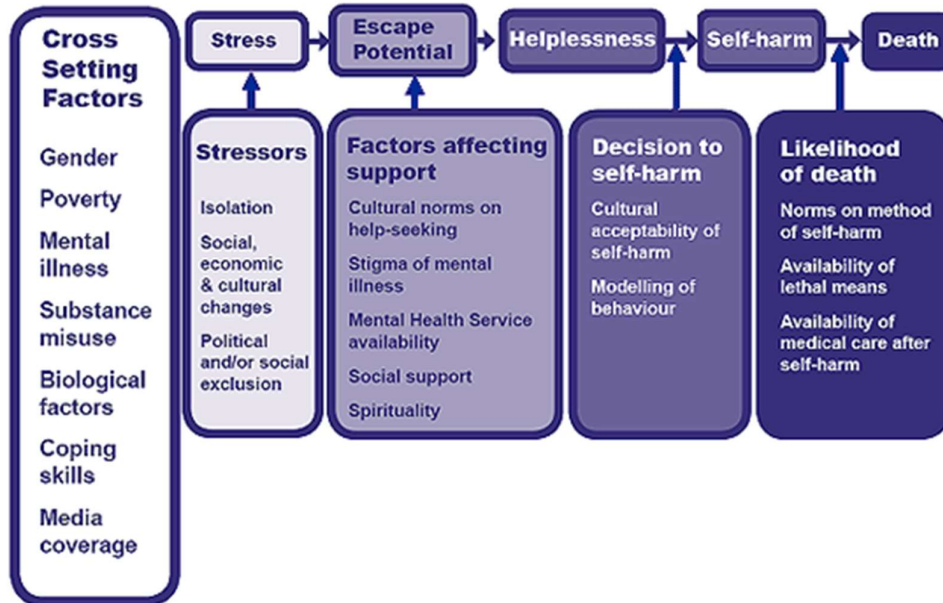 Cross
Setting
Factors
Gender
Poverty
Mental
illness
Substance
misuse
Biological
factors
Coping
skills
Media
coverage
Stress
Escape
Potential
Helplessness
Self-harm
Death
Stressors
Isolation
Social,
economic
& cultural
changes
Political
and/or social
exclusion
Factors affecting
support
Cultural norms on
help-seeking
Stigma of mental
illness
Mental Health Service
availability
Social support
Spirituality
Decision to
self-harm
Cultural
acceptability of
self-harm
Modelling of
behaviour
Likelihood
of death
Norms on method
of self-harm
Availability of
lethal means
Availability of
medical care after
self-harm